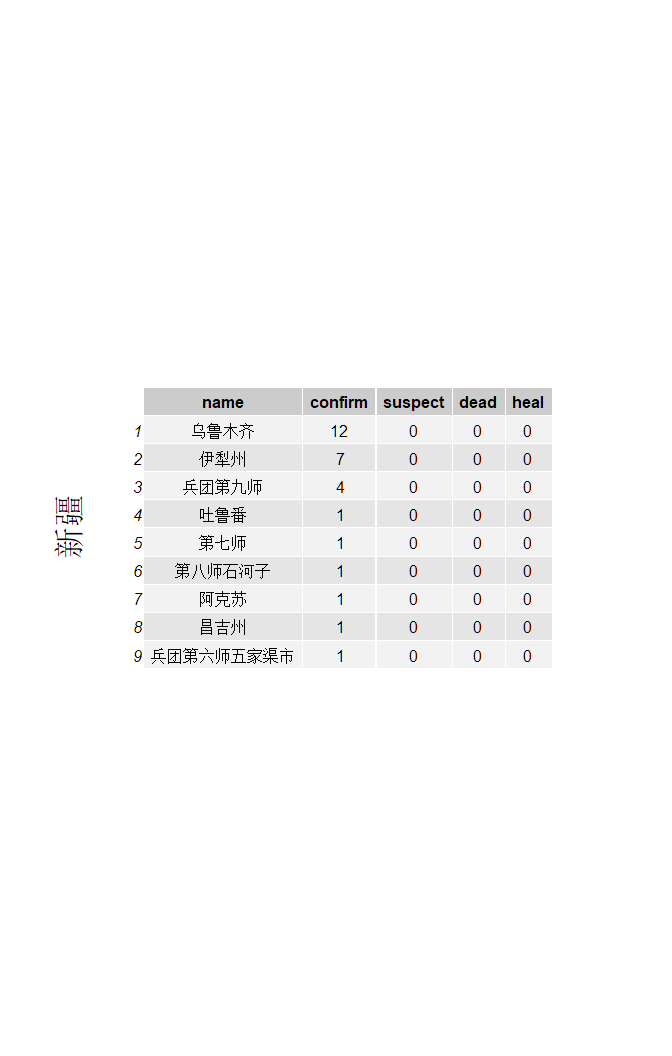 新疆
name confirm suspect dead heal
1 乌鲁木齐 12 0 0 0
2 伊犁州 7 0 0 0
3 兵团第九师 4 0 0 0
4 吐鲁番 1 0 0 0
5 第七师 1 0 0 0
6 第八师石河子 1 0 0 0
7 阿克苏 1 0 0 0
8 昌吉州 1 0 0 0
9 兵团第六师五家渠市 1 0 0 0